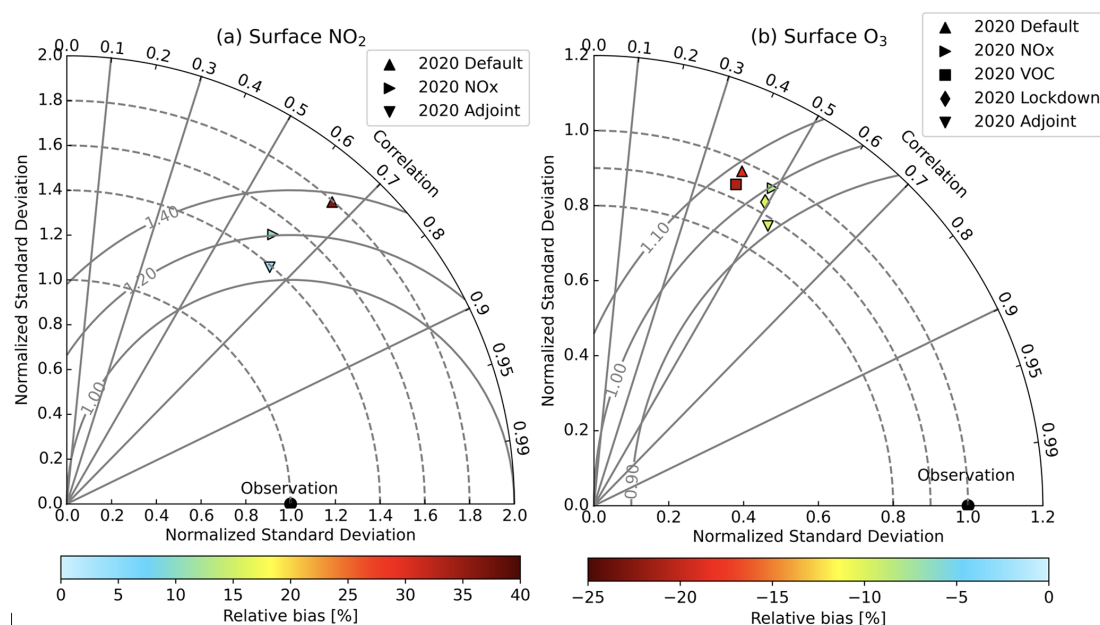 (a) Surface NO₂
2020 Default
2020 NOx
2020 Adjoint
Correlation
0.0 0.1 0.2 0.3 0.4 0.5 0.6 0.7 0.8 0.9 0.95 0.99
Normalized Standard Deviation
2.0
1.8
1.6
1.4
1.2
1.0
0.8
0.6
0.4
0.2
0.0
1.40
1.20
1.00
Observation
0.0 0.2 0.4 0.6 0.8 1.0 1.2 1.4 1.6 1.8 2.0
Normalized Standard Deviation
0 5 10 15 20 25 30 35 40
Relative bias [%]
(b) Surface O₃
2020 Default
2020 NOx
2020 VOC
2020 Lockdown
2020 Adjoint
Correlation
0.0 0.1 0.2 0.3 0.4 0.5 0.6 0.7 0.8 0.9 0.95 0.99
Normalized Standard Deviation
1.2
1.0
0.8
0.6
0.4
0.2
0.0
1.10
1.00
0.90
Observation
0.0 0.2 0.4 0.6 0.8 1.0 1.2
Normalized Standard Deviation
−25 −20 −15 −10 −5 0
Relative bias [%]